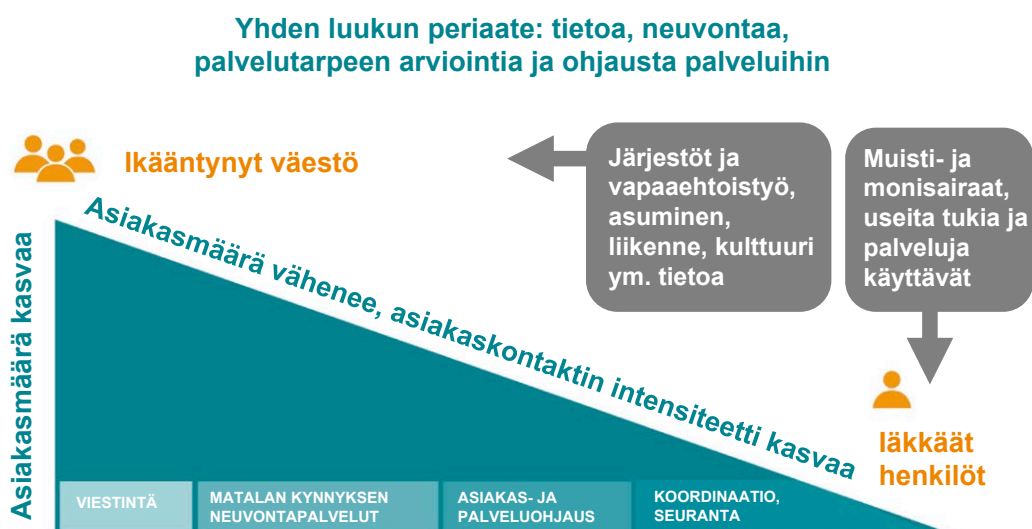 Yhden luukun periaate: tietoa, neuvontaa,
palvelutarpeen arviointia ja ohjausta palveluihin
Ikääntynyt väestö
Järjestöt ja
vapaaehtoistyö,
asuminen,
liikenne, kulttuuri
ym. tietoa
Muisti- ja
monisairaat,
useita tukia ja
palveluja
käyttävät
Asiakasmäärä kasvaa
Asiakasmäärä vähenee, asiakaskontaktin intensiteetti kasvaa
Iäkkäät
henkilöt
VIESTINTÄ
MATALAN KYNNYKSEN
NEUVONTAPALVELUT
ASIAKAS- JA
PALVELUOHJAUS
KOORDINAATIO,
SEURANTA